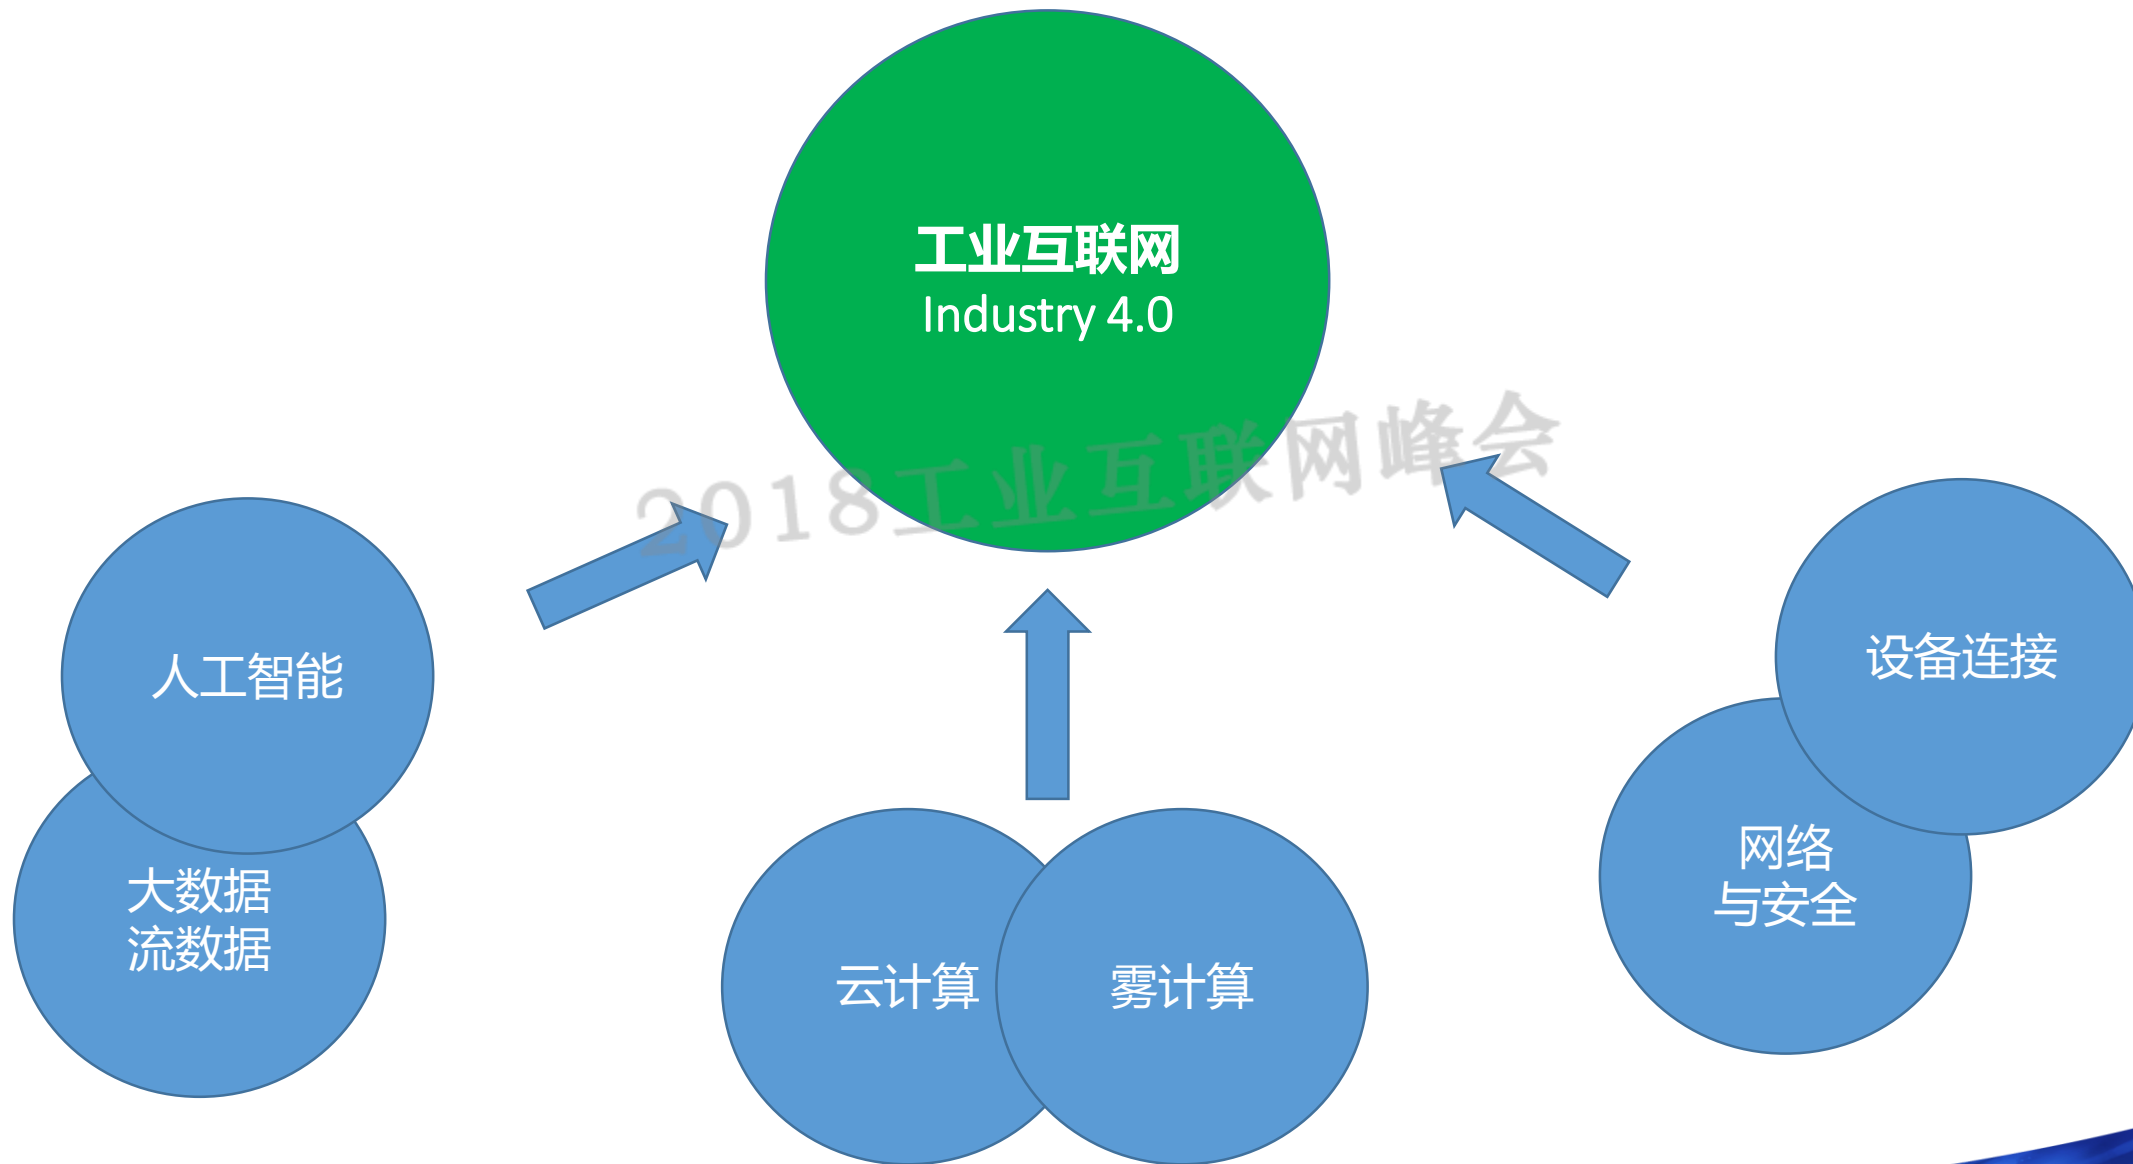 工业互联网
Industry 4.0
2018工业互联网峰会
人工智能
大数据
流数据
云计算
雾计算
设备连接
网络
与安全